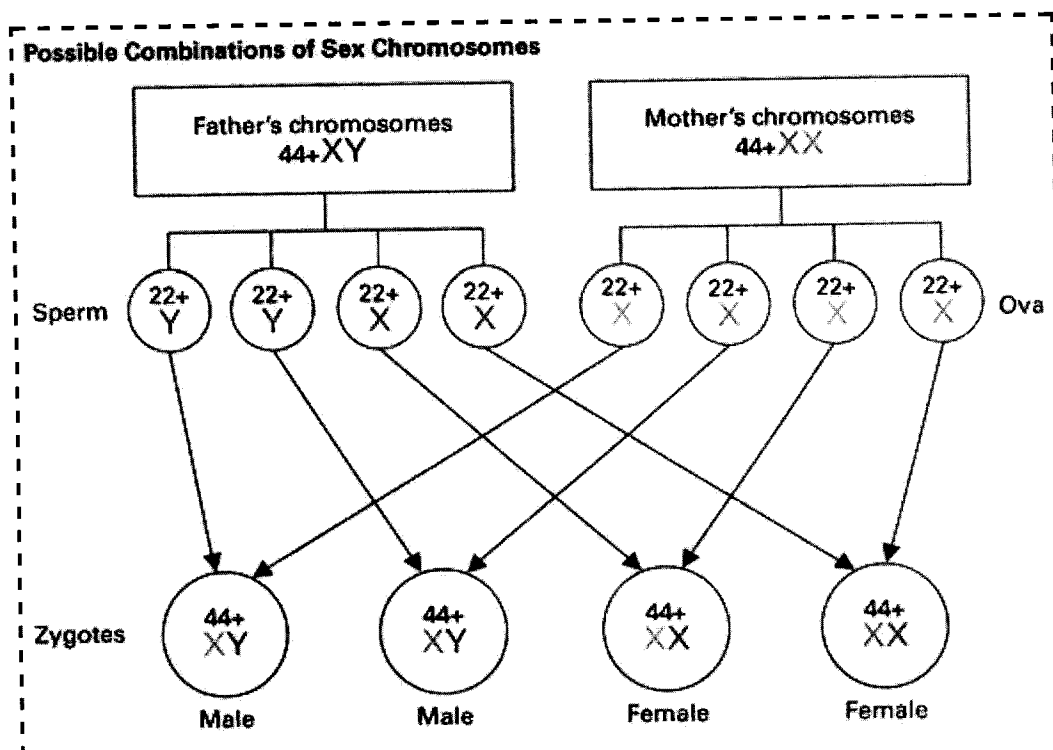 Possible Combinations of Sex Chromosomes
Father's chromosomes
44+XY
Mother's chromosomes
44+XX
Sperm
22+
Y
22+
Y
22+
X
22+
X
22+
X
22+
X
22+
X
22+
X
Ova
Zygotes
44+
XY
44+
XY
44+
XX
44+
XX
Male
Male
Female
Female